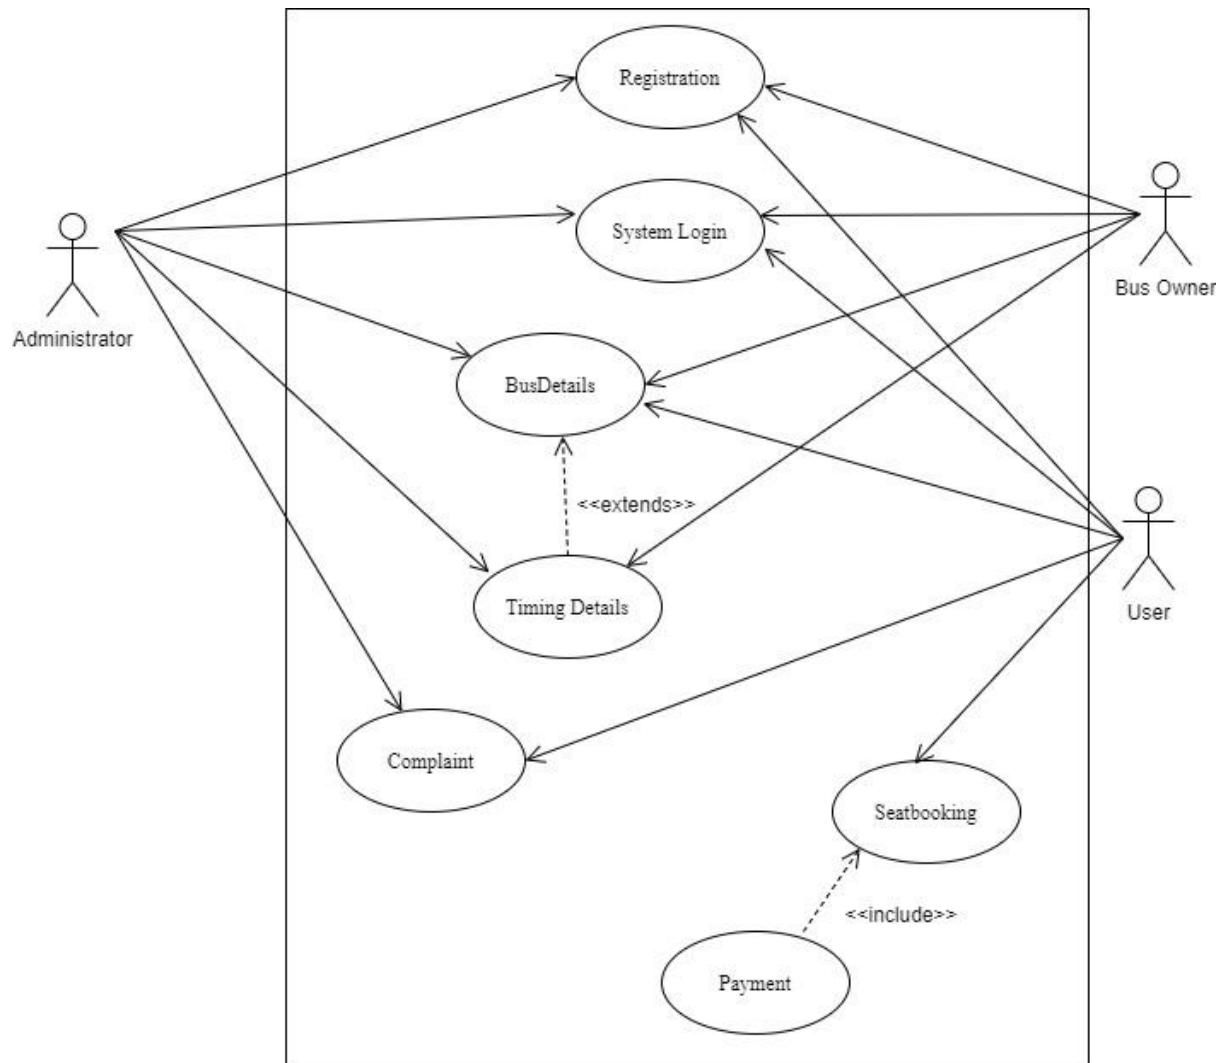 Registration
System Login
Bus Owner
Administrator
BusDetails
<<extends>>
Timing Details
User
Complaint
Seatbooking
<<include>>
Payment